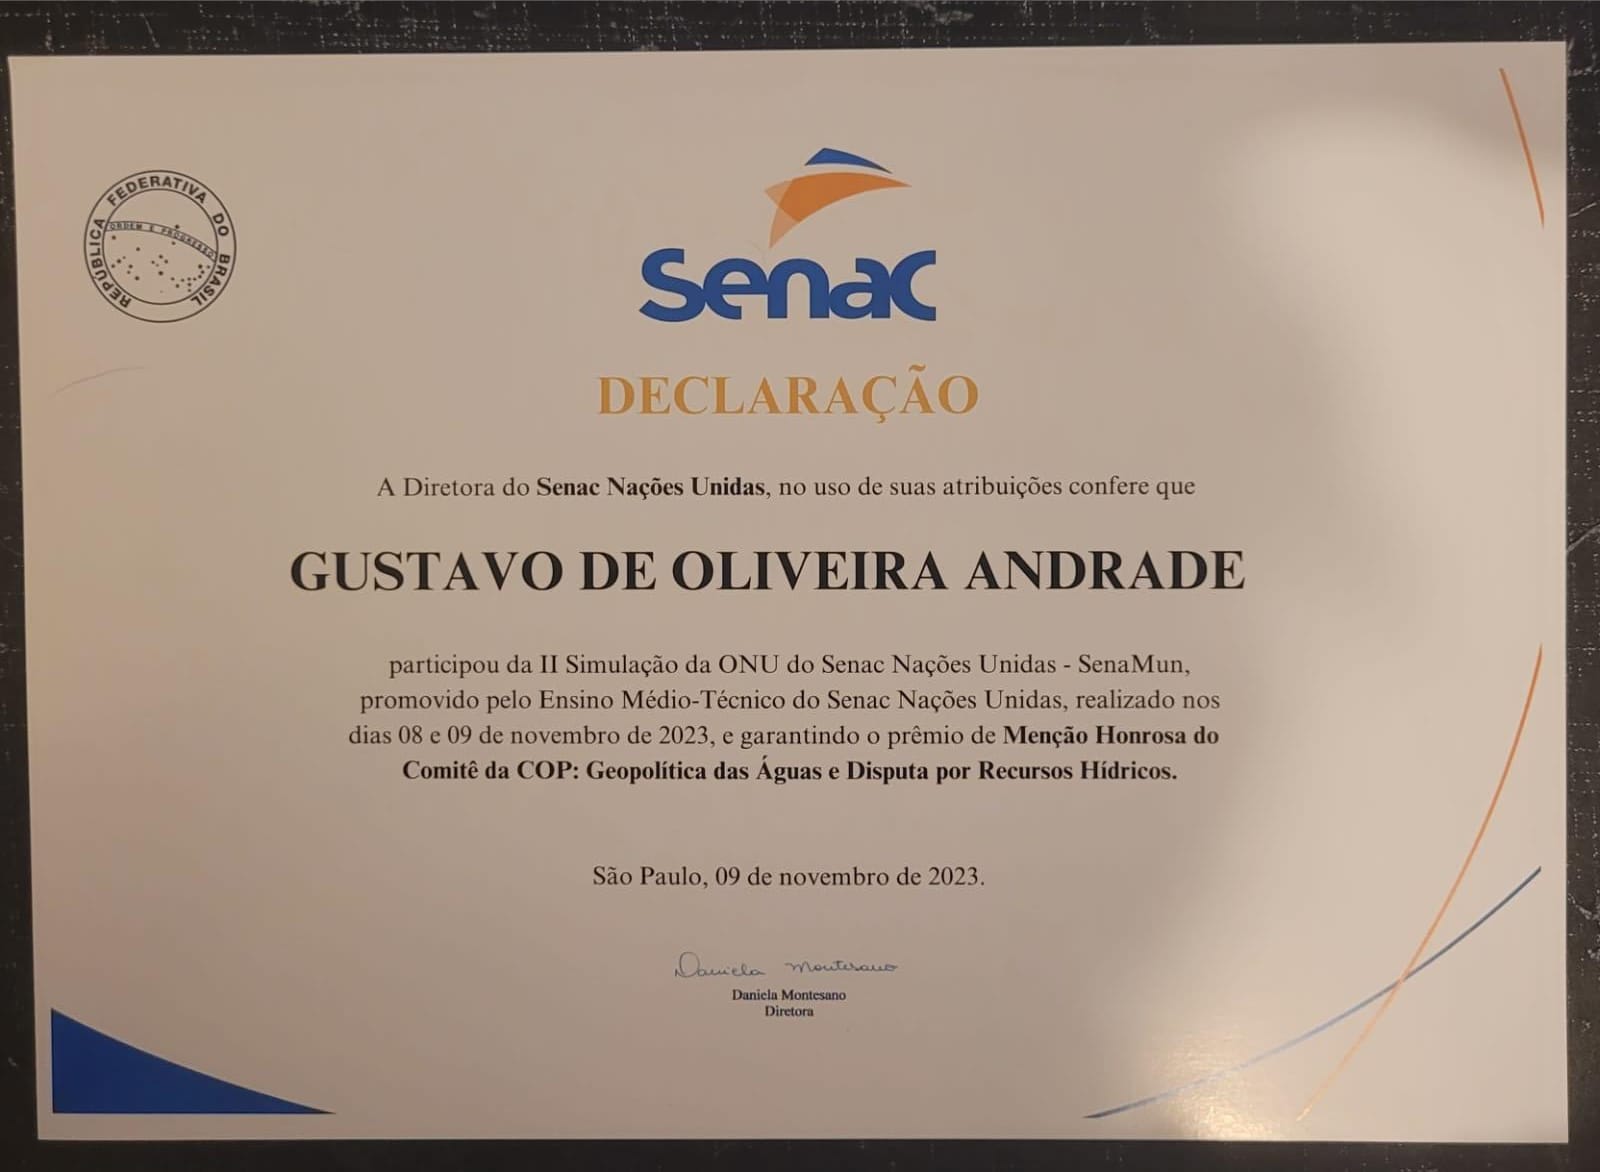 REPÚBLICA FEDERATIVA DO BRASIL
ORDEM E PROGRESSO
Senac
DECLARAÇÃO
A Diretora do Senac Nações Unidas, no uso de suas atribuições confere que
GUSTAVO DE OLIVEIRA ANDRADE
participou da II Simulação da ONU do Senac Nações Unidas - SenaMun,
promovido pelo Ensino Médio-Técnico do Senac Nações Unidas, realizado nos
dias 08 e 09 de novembro de 2023, e garantindo o prêmio de Menção Honrosa do
Comitê da COP: Geopolítica das Águas e Disputa por Recursos Hídricos.
São Paulo, 09 de novembro de 2023.
Daniela Montesano
Daniela Montesano
Diretora